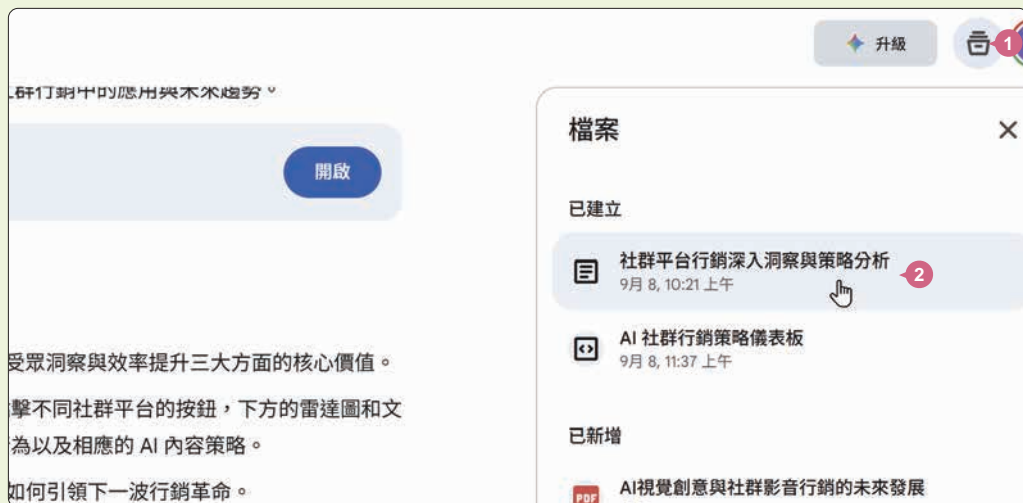 升級
1
社群行銷中的應用與未來趨勢。
開啟
受眾洞察與效率提升三大方面的核心價值。
擊不同社群平台的按鈕，下方的雷達圖和文
為以及相應的 AI 內容策略。
如何引領下一波行銷革命。
檔案
已建立
社群平台行銷深入洞察與策略分析
2
9月 8, 10:21 上午
AI 社群行銷策略儀表板
9月 8, 11:37 上午
已新增
PDF
AI視覺創意與社群影音行銷的未來發展